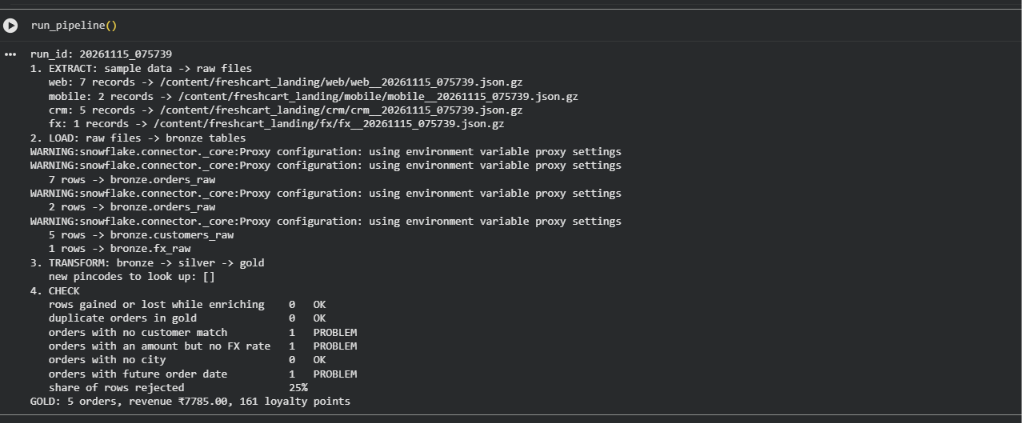 run_pipeline()
... run_id: 20261115_075739
1. EXTRACT: sample data -> raw files
web: 7 records -> /content/freshcart_landing/web/web__20261115_075739.json.gz
mobile: 2 records -> /content/freshcart_landing/mobile/mobile__20261115_075739.json.gz
crm: 5 records -> /content/freshcart_landing/crm/crm__20261115_075739.json.gz
fx: 1 records -> /content/freshcart_landing/fx/fx__20261115_075739.json.gz
2. LOAD: raw files -> bronze tables
WARNING:snowflake.connector._core:Proxy configuration: using environment variable proxy settings
WARNING:snowflake.connector._core:Proxy configuration: using environment variable proxy settings
7 rows -> bronze.orders_raw
WARNING:snowflake.connector._core:Proxy configuration: using environment variable proxy settings
2 rows -> bronze.orders_raw
WARNING:snowflake.connector._core:Proxy configuration: using environment variable proxy settings
5 rows -> bronze.customers_raw
1 rows -> bronze.fx_raw
3. TRANSFORM: bronze -> silver -> gold
new pincodes to look up: []
4. CHECK
rows gained or lost while enriching 0 OK
duplicate orders in gold 0 OK
orders with no customer match 1 PROBLEM
orders with an amount but no FX rate 1 PROBLEM
orders with no city 0 OK
orders with future order date 1 PROBLEM
share of rows rejected 25%
GOLD: 5 orders, revenue ₹7785.00, 161 loyalty points